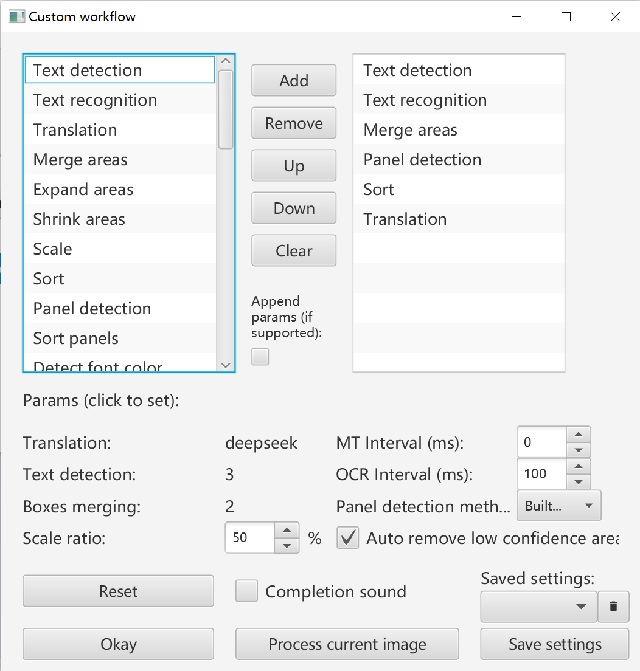 Custom workflow
Text detection
Text recognition
Translation
Merge areas
Expand areas
Shrink areas
Scale
Sort
Panel detection
Sort panels
Detect font color
Add
Remove
Up
Down
Clear
Append
params (if
supported):
Text detection
Text recognition
Merge areas
Panel detection
Sort
Translation
Params (click to set):
Translation: deepseek
Text detection: 3
Boxes merging: 2
Scale ratio: 50 %
MT Interval (ms): 0
OCR Interval (ms): 100
Panel detection meth... Built...
Auto remove low confidence area
Reset
Completion sound
Saved settings:
Okay
Process current image
Save settings